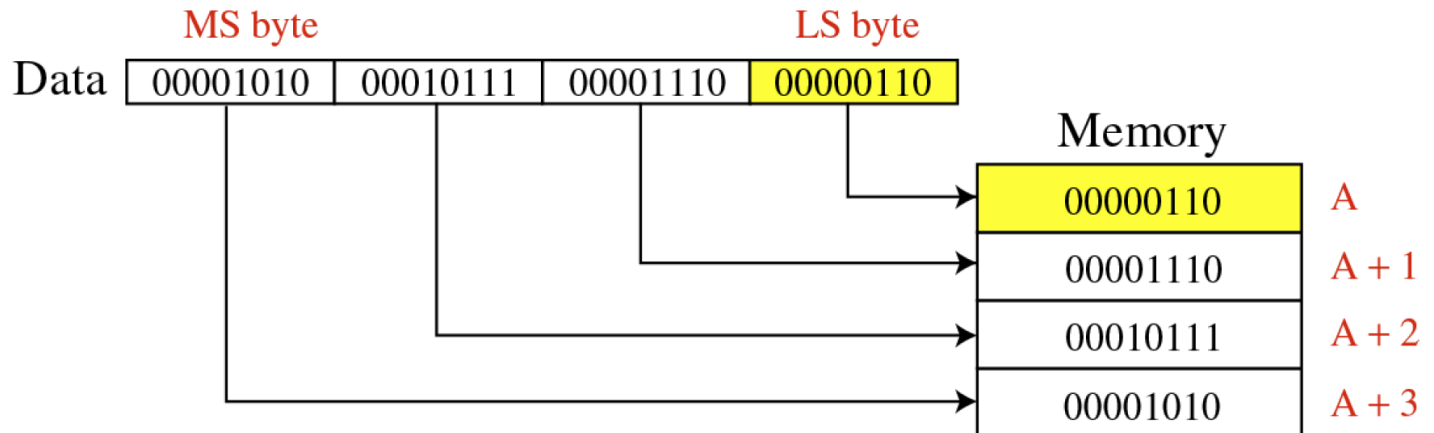 MS byte LS byte
Data 00001010 00010111 00001110 00000110
Memory
00000110 A
00001110 A + 1
00010111 A + 2
00001010 A + 3